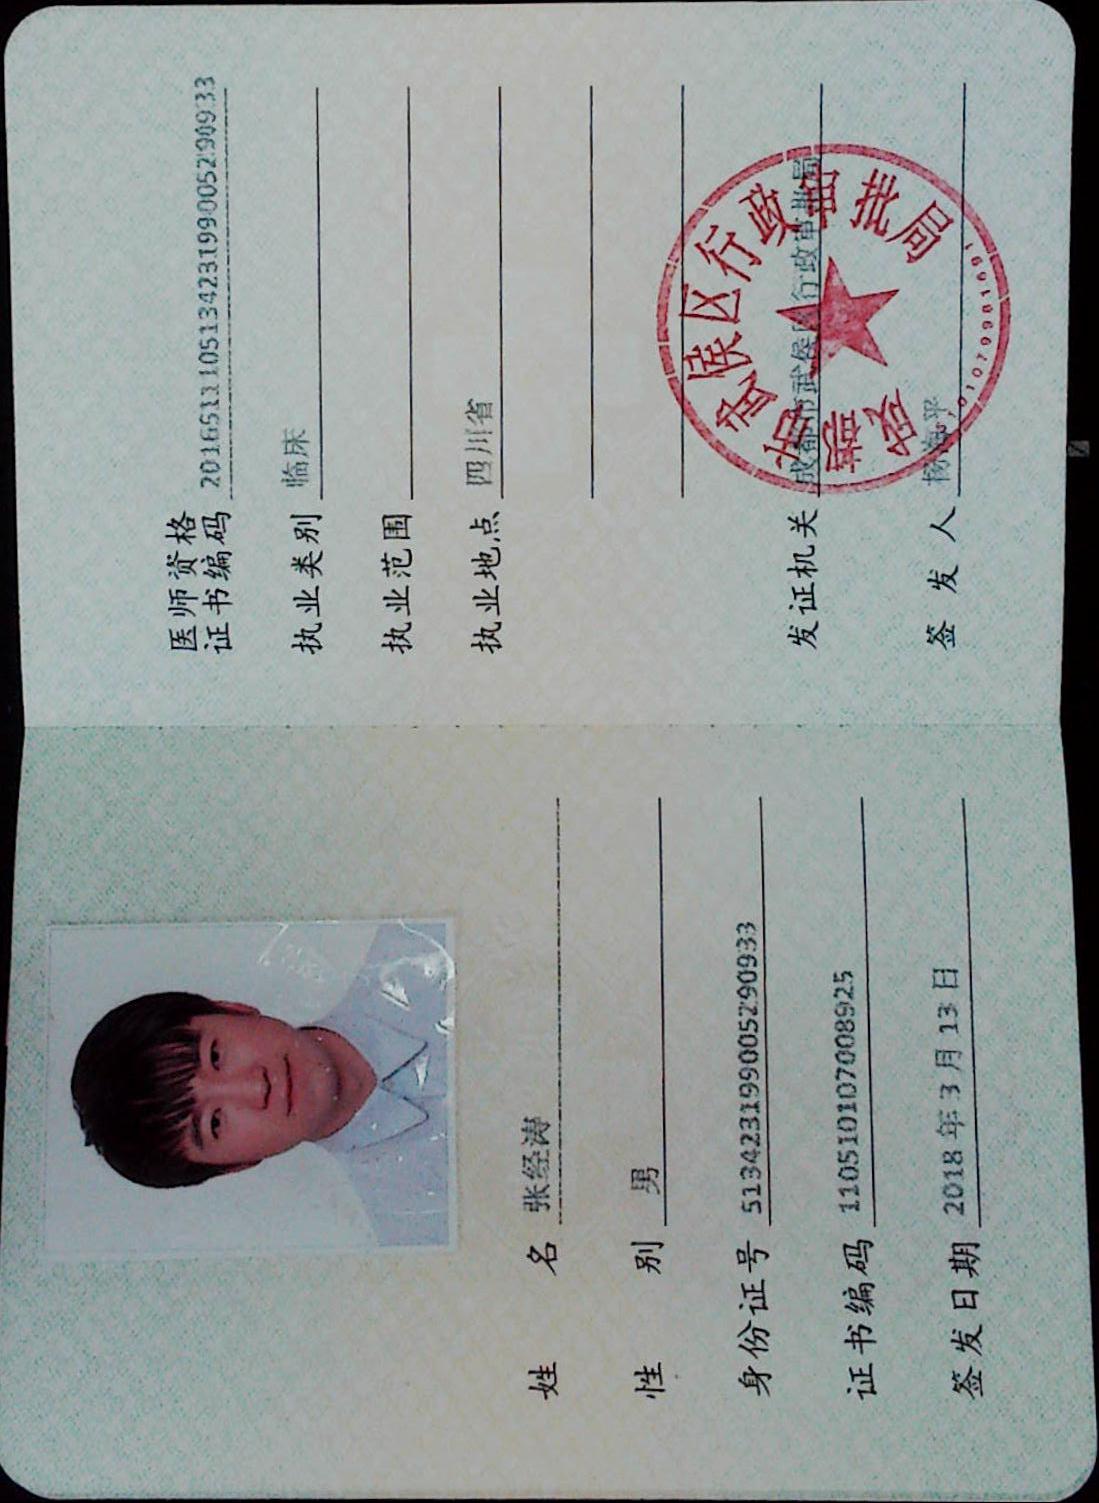 姓名 张经涛
性别 男
身份证号 513423199005290933
证书编码 110510107008925
签发日期 2018 年 3 月 13 日
医师资格
证书编码 201651110513423199005290933
执业类别 临床
执业范围
执业地点 四川省
发证机关 成都市武侯区行政审批局
签发人 杨海平
成都市武侯区行政审批局